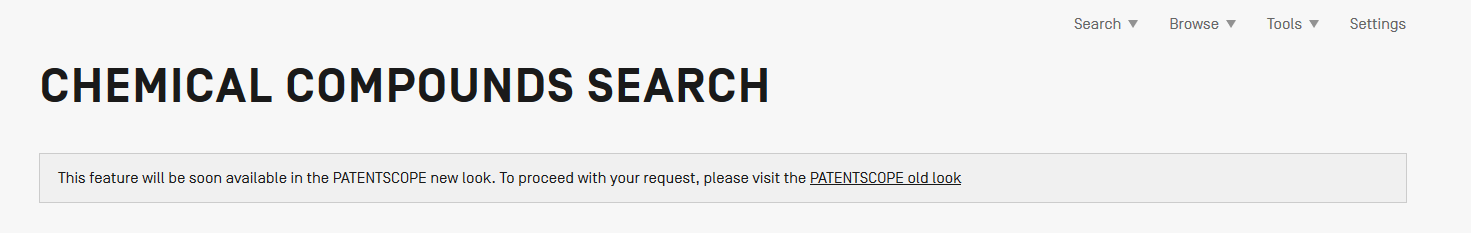 Search Browse Tools Settings
CHEMICAL COMPOUNDS SEARCH
This feature will be soon available in the PATENTSCOPE new look. To proceed with your request, please visit the PATENTSCOPE old look